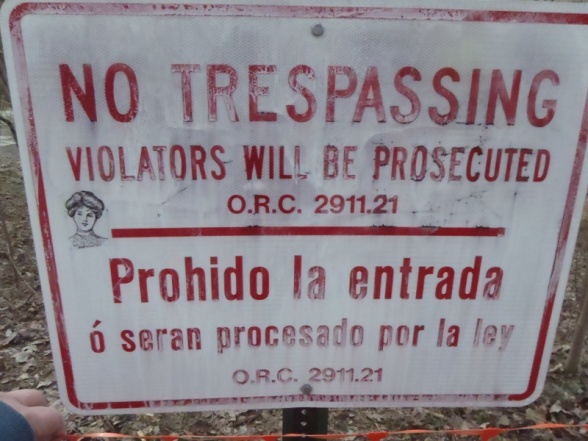 NO TRESPASSING
VIOLATORS WILL BE PROSECUTED
O.R.C. 2911.21
Prohido la entrada
ó seran procesado por la ley
O.R.C. 2911.21